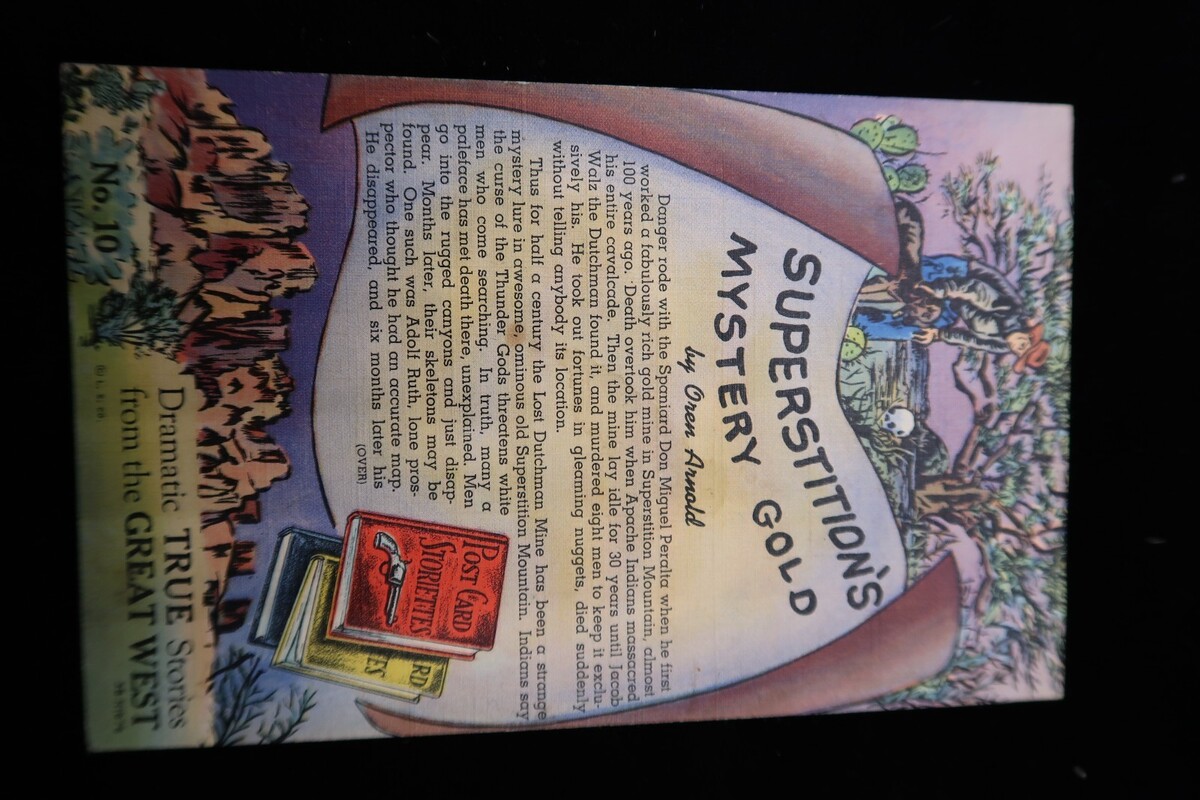 SUPERSTITION'S
MYSTERY GOLD
by Oren Arnold
Danger rode with the Spaniard Don Miguel Peralta when he first
worked a fabulously rich gold mine in Superstition Mountain, almost
100 years ago. Death overtook him when Apache Indians massacred
his entire cavalcade. Then the mine lay idle for 30 years until Jacob
Walz the Dutchman found it, and murdered eight men to keep it exclu-
sively his. He took out fortunes in gleaming nuggets, died suddenly
without telling anybody its location.
Thus for half a century the Lost Dutchman Mine has been a strange
mystery lure in awesome, ominous old Superstition Mountain. Indians say
the curse of the Thunder Gods threatens white
men who come searching. In truth, many a
paleface has met death there, unexplained. Men
go into the rugged canyons and just disap-
pear. Months later, their skeletons may be
found. One such was Adolf Ruth, lone pros-
pector who thought he had an accurate map.
He disappeared, and six months later his
(OVER)
POST CARD
STORIETTES
RD
ES
No. 10
Dramatic TRUE Stories
from the GREAT WEST